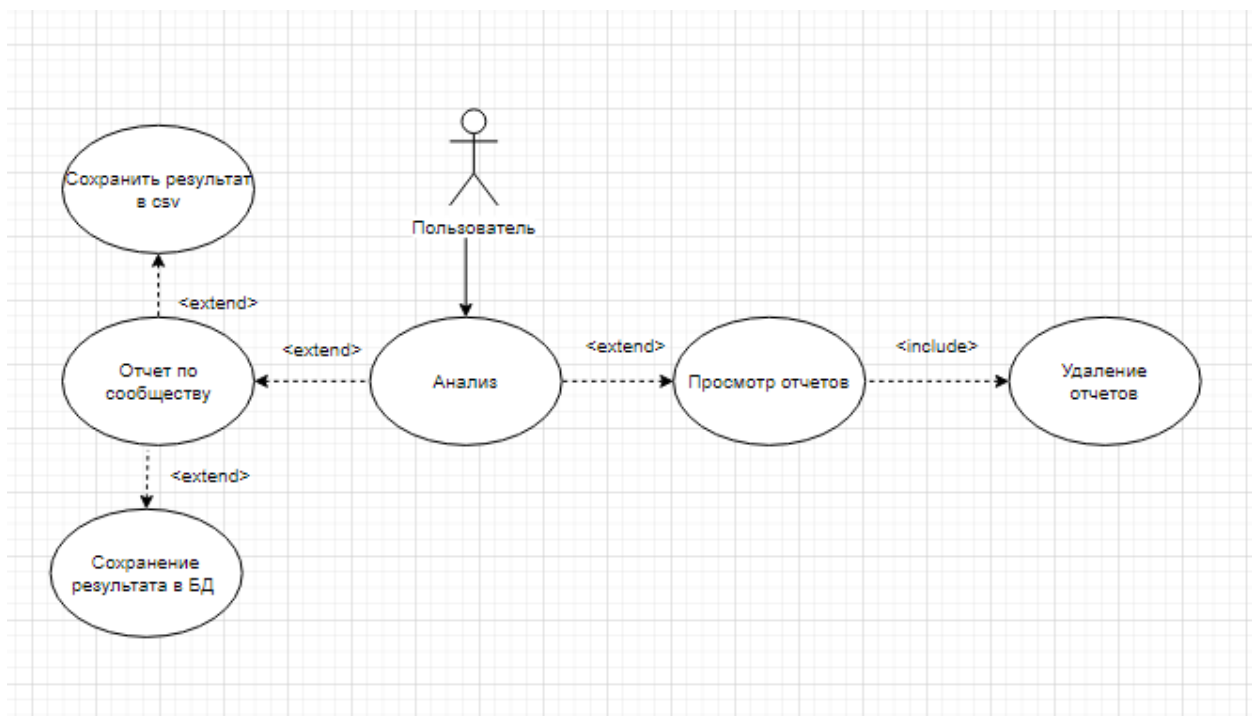 Сохранить результат
в csv
Пользователь
<extend>
Отчет по
сообществу
<extend>
Анализ
<extend>
Просмотр отчетов
<include>
Удаление
отчетов
<extend>
Сохранение
результата в БД